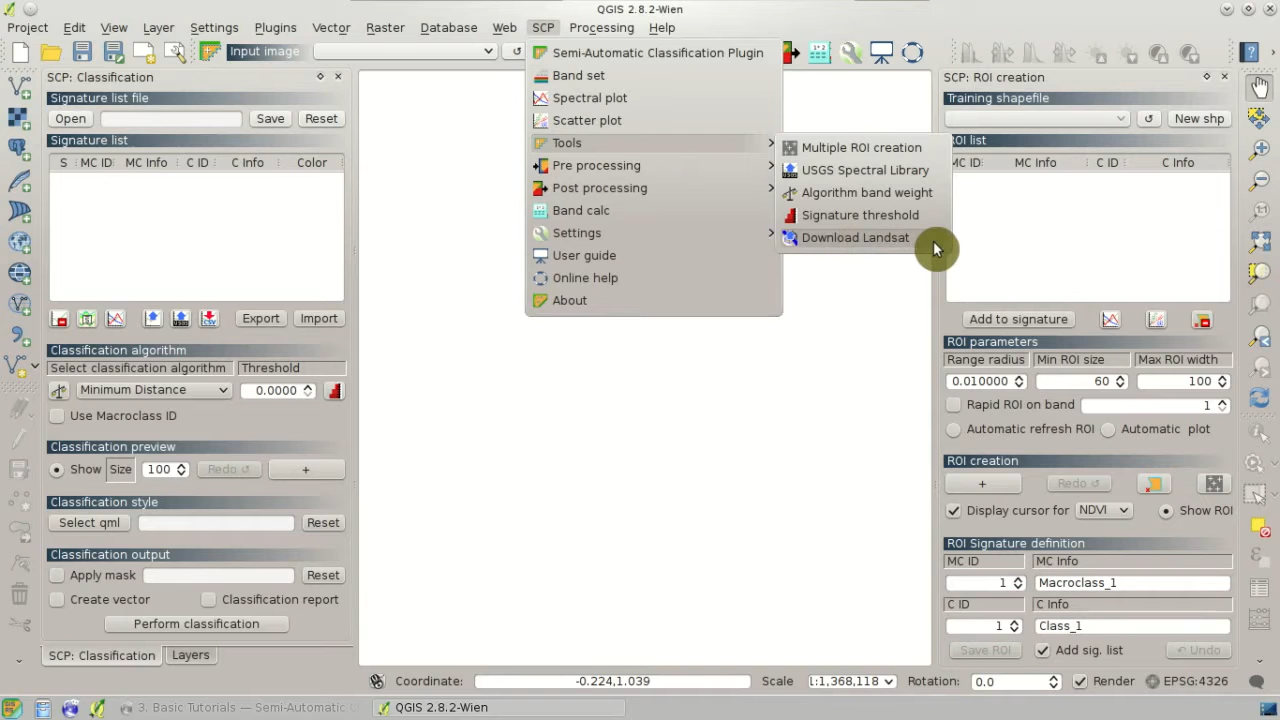 QGIS 2.8.2-Wien
Project Edit View Layer Settings Plugins Vector Raster Database Web SCP Processing Help
Input image
SCP: Classification
Signature list file
Open Save Reset
Signature list
S MC ID MC Info C ID C Info Color
Export Import
Classification algorithm
Select classification algorithm Threshold
Minimum Distance 0.0000
Use Macroclass ID
Classification preview
Show Size 100 Redo ↺ +
Classification style
Select qml Reset
Classification output
Apply mask Reset
Create vector Classification report
Perform classification
SCP: Classification Layers
Semi-Automatic Classification Plugin
Band set
Spectral plot
Scatter plot
Tools
Pre processing
Post processing
Band calc
Settings
User guide
Online help
About
Multiple ROI creation
USGS Spectral Library
Algorithm band weight
Signature threshold
Download Landsat
SCP: ROI creation
Training shapefile
New shp
ROI list
MC ID MC Info C ID C Info
Add to signature
ROI parameters
Range radius Min ROI size Max ROI width
0.010000 60 100
Rapid ROI on band 1
Automatic refresh ROI Automatic plot
ROI creation
+ Redo ↺
Display cursor for NDVI Show ROI
ROI Signature definition
MC ID MC Info
1 Macroclass_1
C ID C Info
1 Class_1
Save ROI Add sig. list Undo
Coordinate: -0.224,1.039 Scale 1:1,368,118 Rotation: 0.0 Render EPSG:4326
3. Basic Tutorials — Semi-Automatic QGIS 2.8.2-Wien